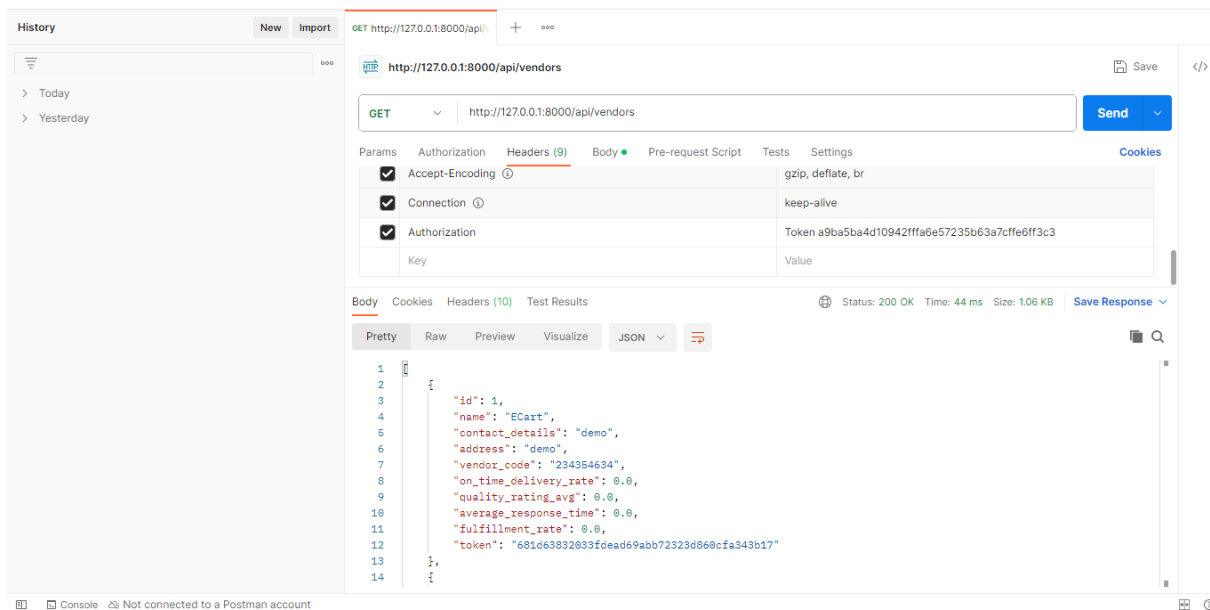 History
New
Import
GET http://127.0.0.1:8000/api/v
http://127.0.0.1:8000/api/vendors
Save
Today
Yesterday
GET
http://127.0.0.1:8000/api/vendors
Send
Params Authorization Headers (9) Body Pre-request Script Tests Settings Cookies
Accept-Encoding gzip, deflate, br
Connection keep-alive
Authorization Token a9ba5ba4d10942fffa6e57235b63a7cffe6ff3c3
Key Value
Body Cookies Headers (10) Test Results Status: 200 OK Time: 44 ms Size: 1.06 KB Save Response
Pretty Raw Preview Visualize JSON
1 [
2 {
3 "id": 1,
4 "name": "ECart",
5 "contact_details": "demo",
6 "address": "demo",
7 "vendor_code": "234354634",
8 "on_time_delivery_rate": 0.0,
9 "quality_rating_avg": 0.0,
10 "average_response_time": 0.0,
11 "fulfillment_rate": 0.0,
12 "token": "681d63832033fdead69abb72323d860cfa343b17"
13 },
14 {
Console Not connected to a Postman account